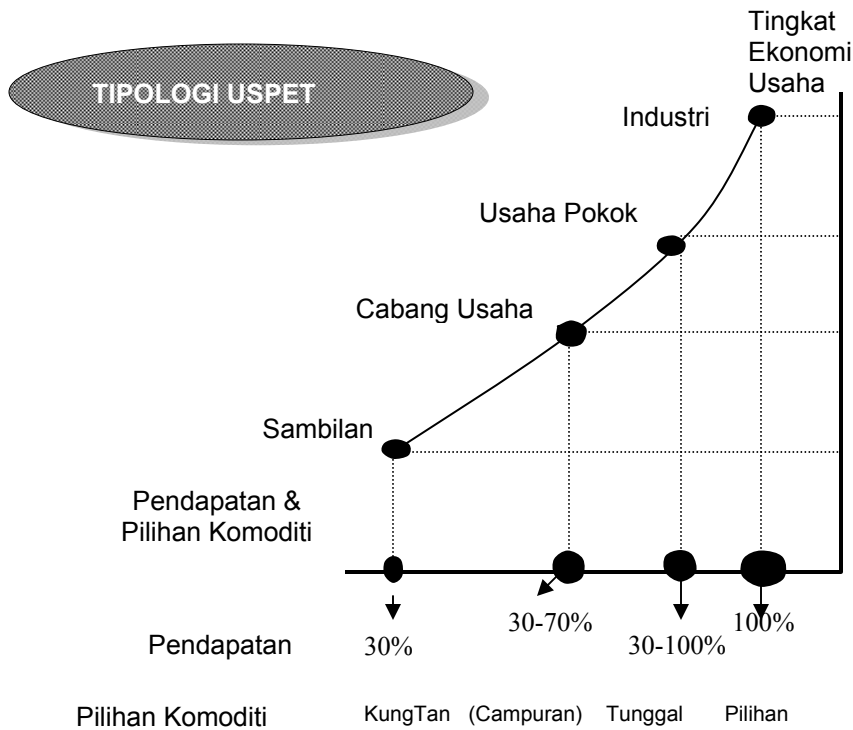 Tingkat
Ekonomi
Usaha
TIPOLOGI USPET
Industri
Usaha Pokok
Cabang Usaha
Sambilan
Pendapatan &
Pilihan Komoditi
Pendapatan 30% 30-70% 30-100% 100%
Pilihan Komoditi KungTan (Campuran) Tunggal Pilihan